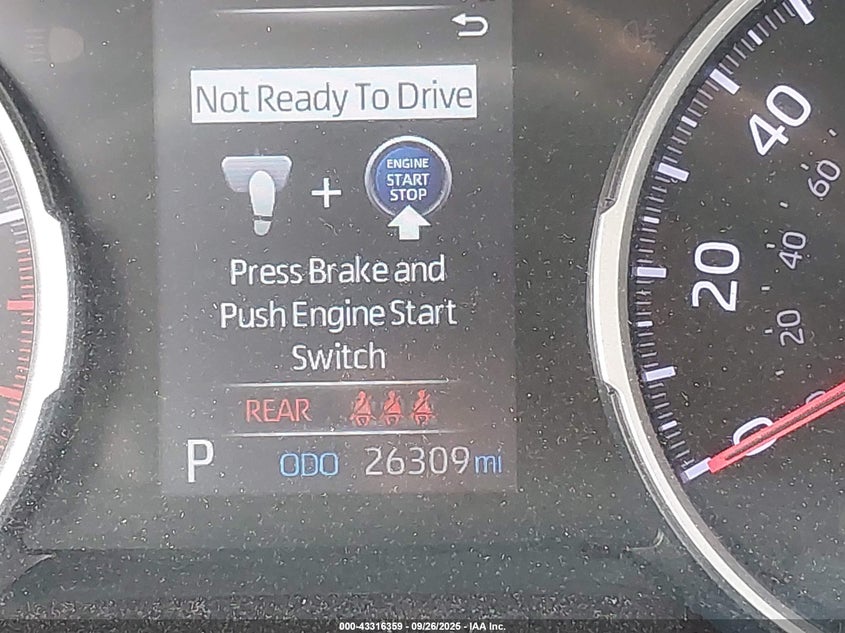 Not Ready To Drive
ENGINE
START
STOP
Press Brake and
Push Engine Start
Switch
REAR
P ODO 26309 mi
40
60
20
40
20
0
000-43316359 - 09/26/2025 - IAA Inc.